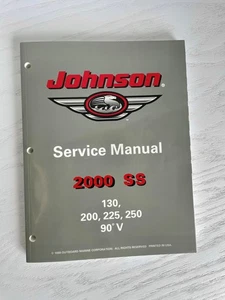 Johnson
Service Manual
2000 SS
130,
200, 225, 250
90° V